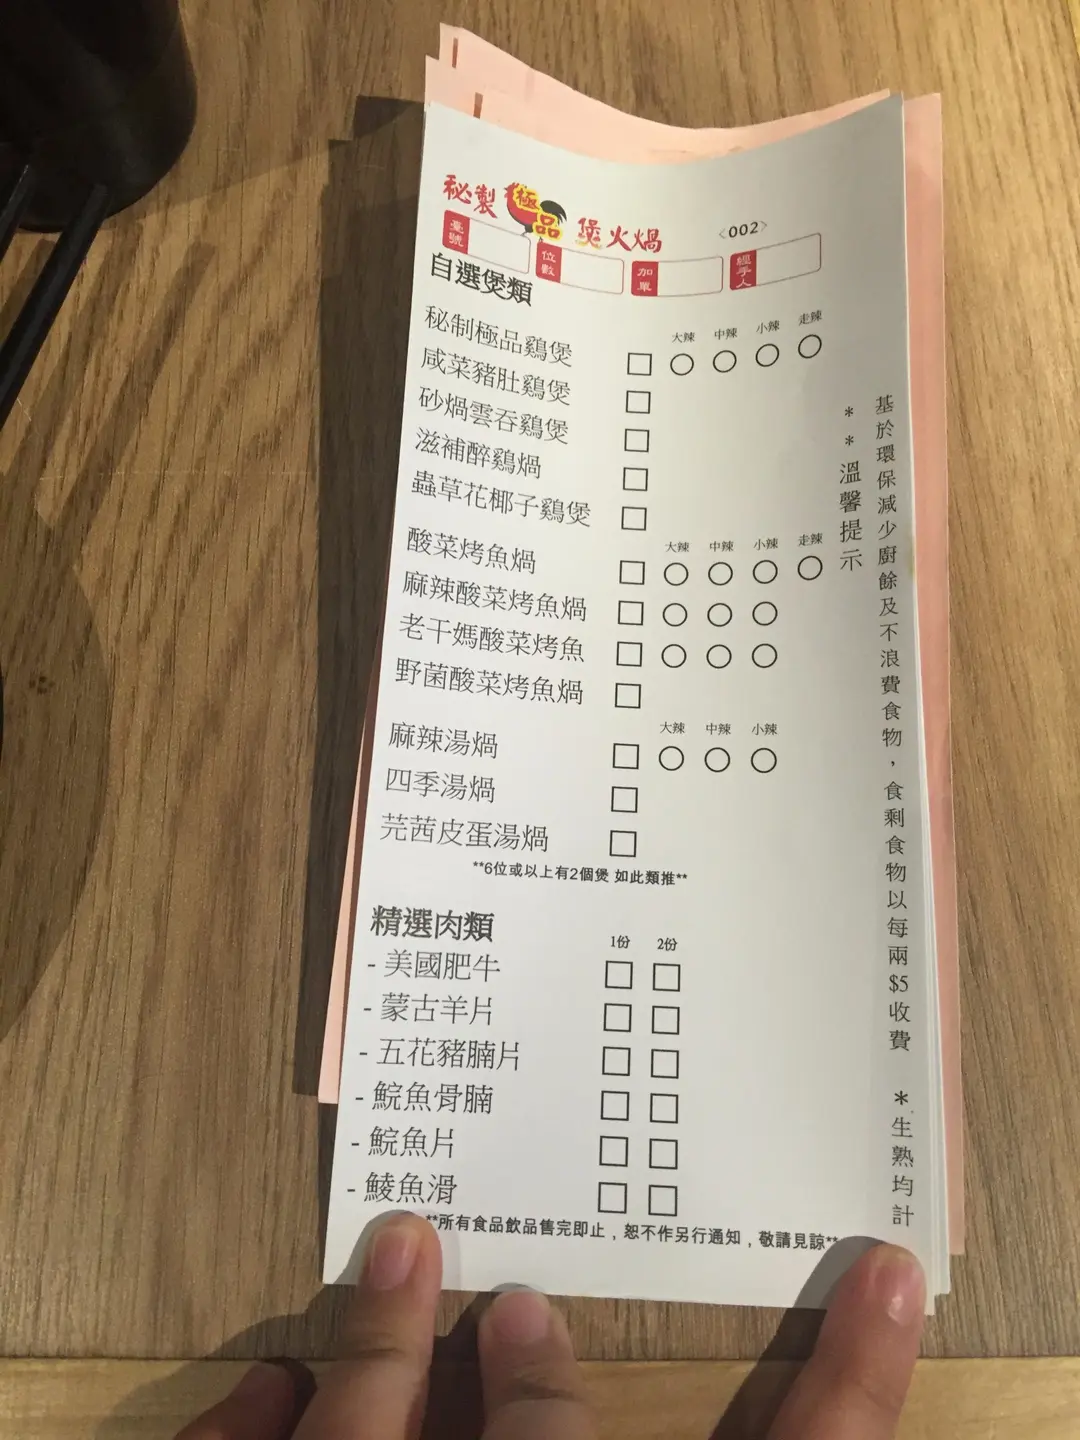 秘製極品煲火煱
<002>
臺號
位數
加單
經手人
自選煲類
大辣 中辣 小辣 走辣
秘制極品鷄煲
咸菜豬肚鷄煲
砂煱雲吞鷄煲
滋補醉鷄煱
蟲草花椰子鷄煲
大辣 中辣 小辣 走辣
酸菜烤魚煱
麻辣酸菜烤魚煱
老干媽酸菜烤魚
野菌酸菜烤魚煱
大辣 中辣 小辣
麻辣湯煱
四季湯煱
芫茜皮蛋湯煱
**6位或以上有2個煲 如此類推**
精選肉類
1份 2份
- 美國肥牛
- 蒙古羊片
- 五花豬腩片
- 鯇魚骨腩
- 鯇魚片
- 鯪魚滑
**所有食品飲品售完即止，恕不作另行通知，敬請見諒**
**溫馨提示
基於環保減少廚餘及不浪費食物，食剩食物以每兩$5收費 *生熟均計